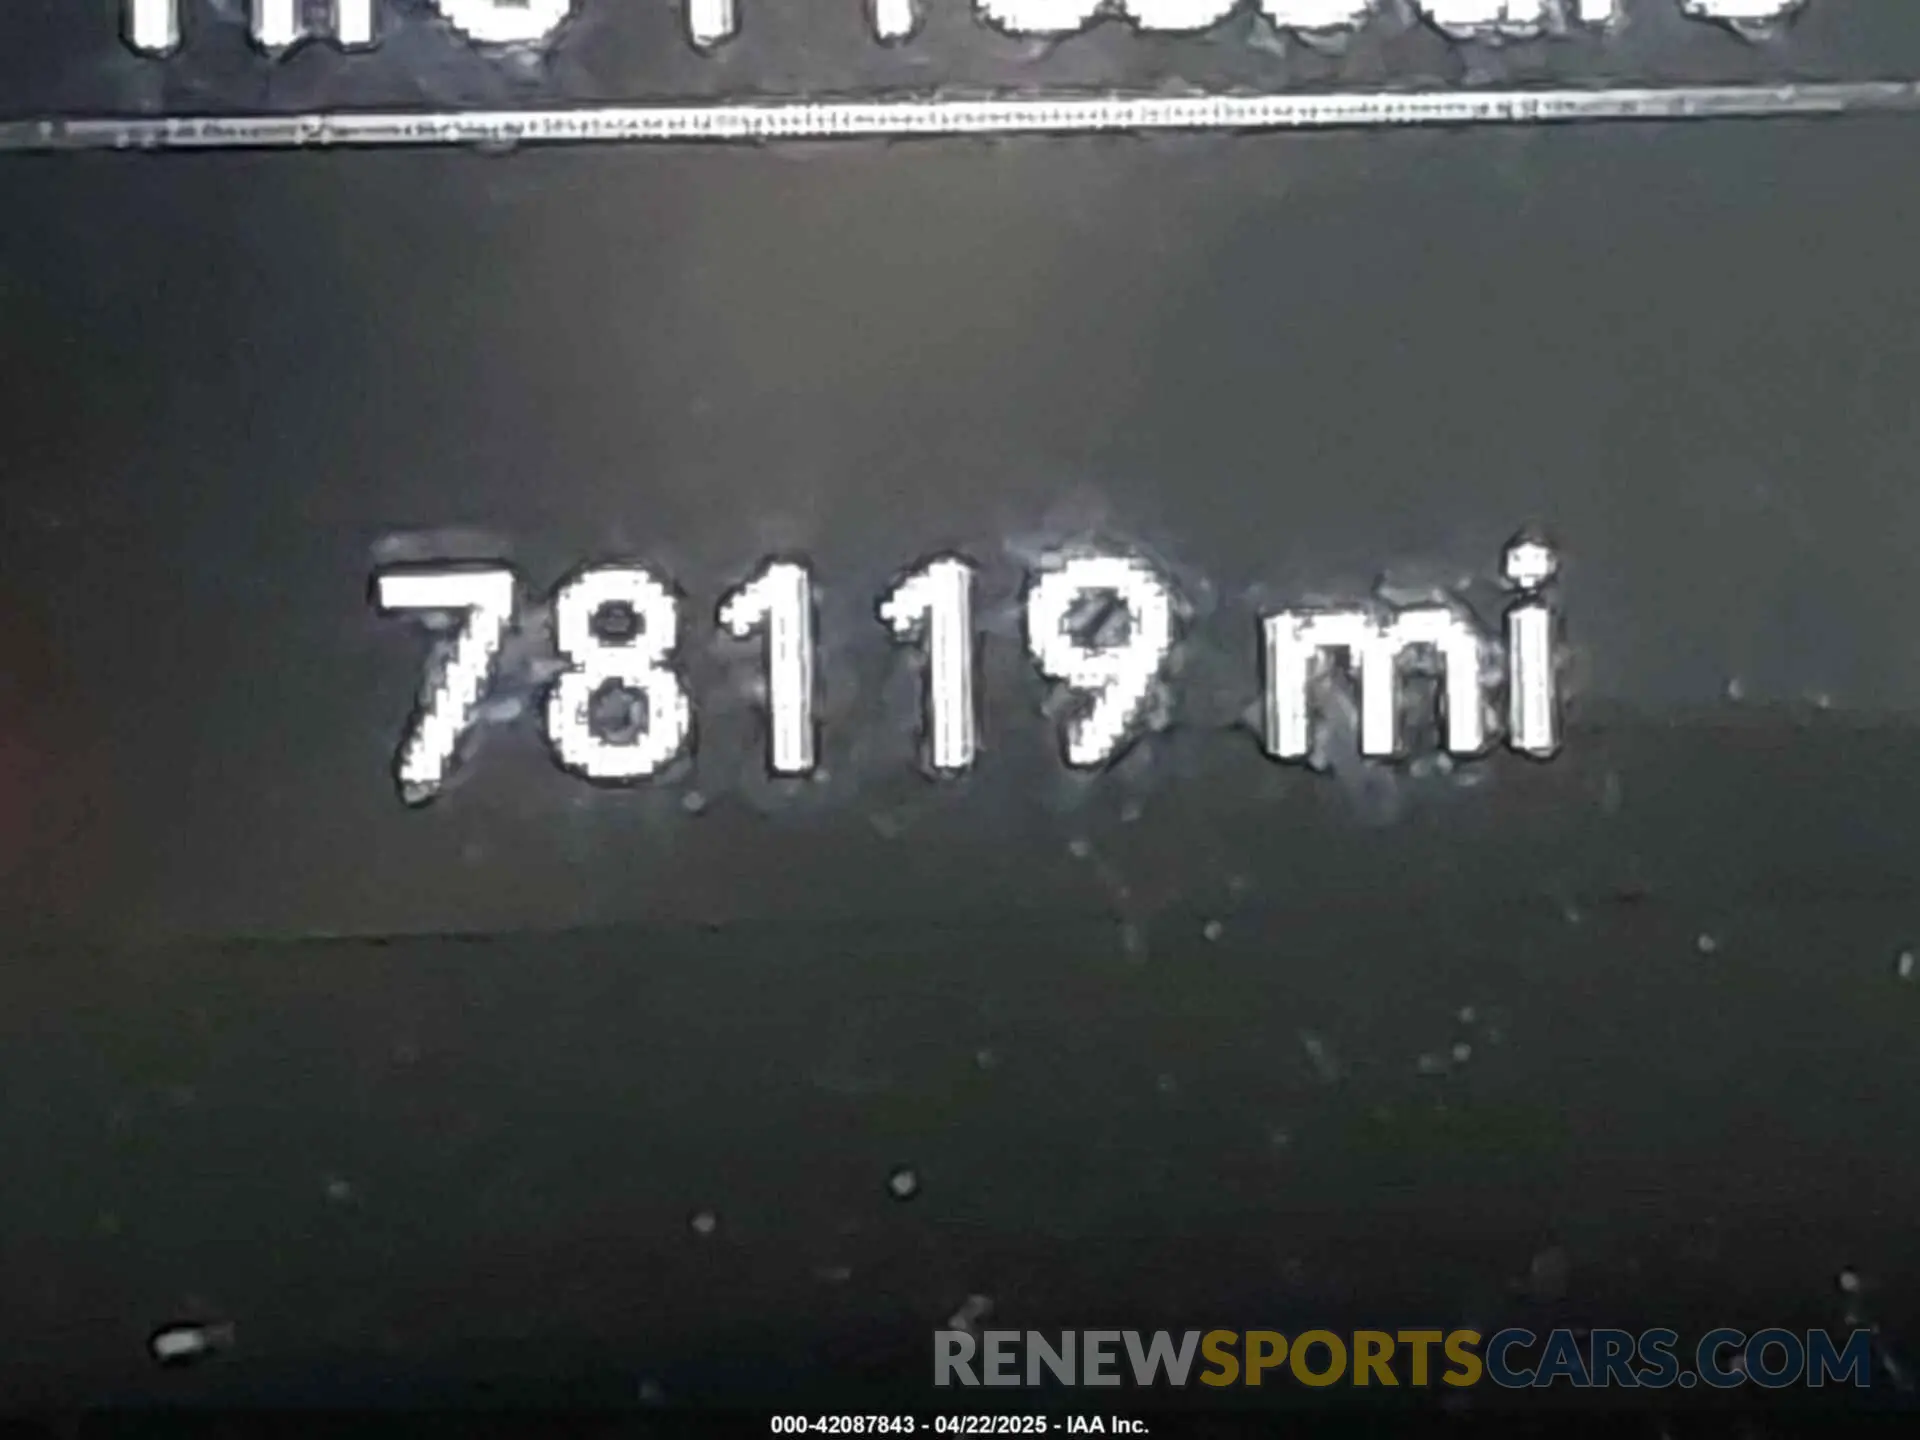 78119 mi
RENEWSPORTSCARS.COM
000-42087843 - 04/22/2025 - IAA Inc.